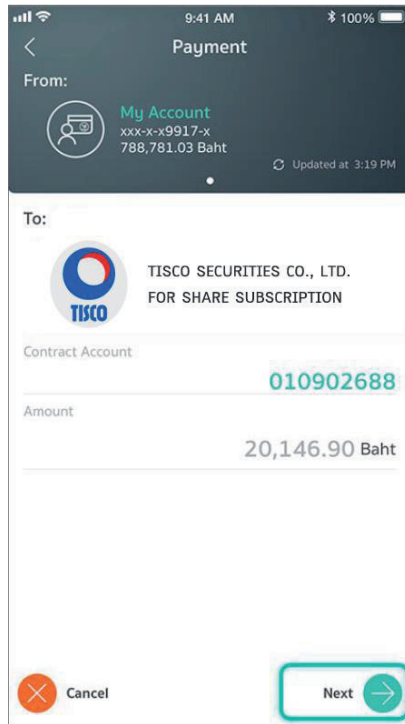 9:41 AM
100%
Payment
From:
My Account
xxx-x-x9917-x
788,781.03 Baht
Updated at 3:19 PM
To:
TISCO
TISCO SECURITIES CO., LTD.
FOR SHARE SUBSCRIPTION
Contract Account
010902688
Amount
20,146.90 Baht
Cancel
Next